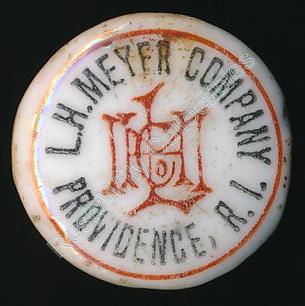 L.H. MEYER COMPANY
PROVIDENCE, R.I.